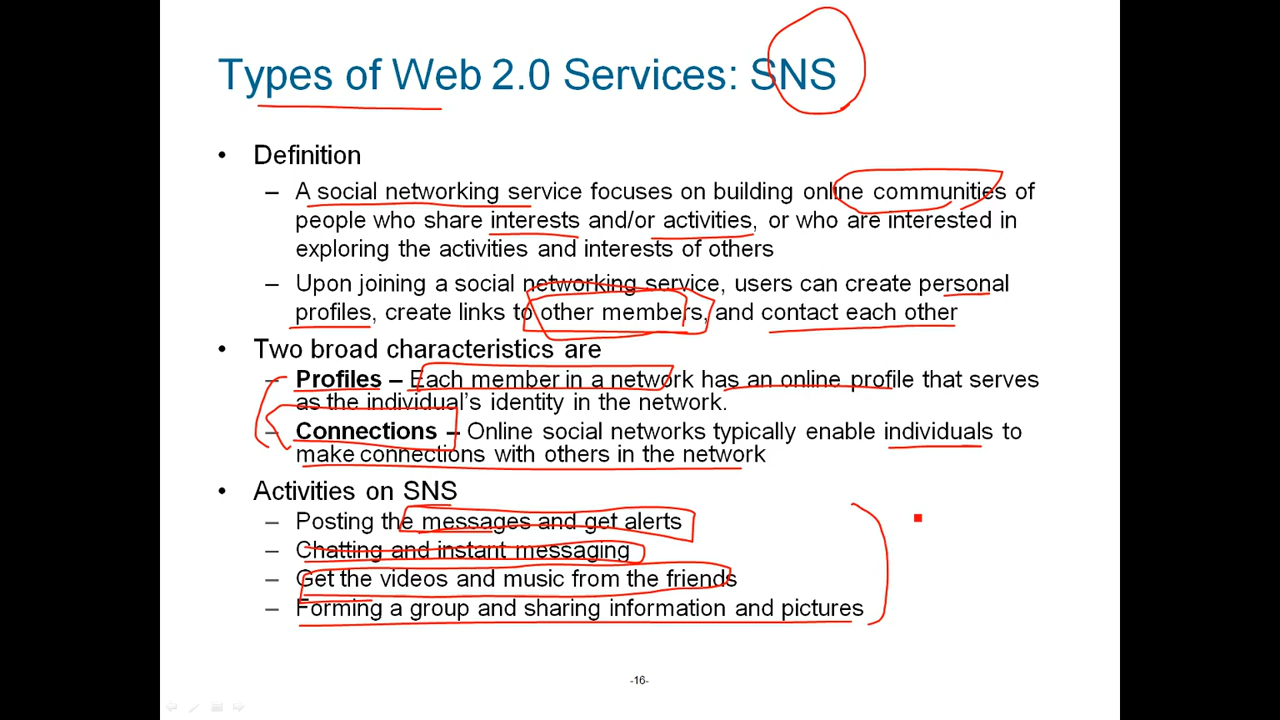 Types of Web 2.0 Services: SNS
• Definition
– A social networking service focuses on building online communities of
people who share interests and/or activities, or who are interested in
exploring the activities and interests of others
– Upon joining a social networking service, users can create personal
profiles, create links to other members, and contact each other
• Two broad characteristics are
– Profiles – Each member in a network has an online profile that serves
as the individual's identity in the network.
– Connections – Online social networks typically enable individuals to
make connections with others in the network
• Activities on SNS
– Posting the messages and get alerts
– Chatting and instant messaging
– Get the videos and music from the friends
– Forming a group and sharing information and pictures
-16-